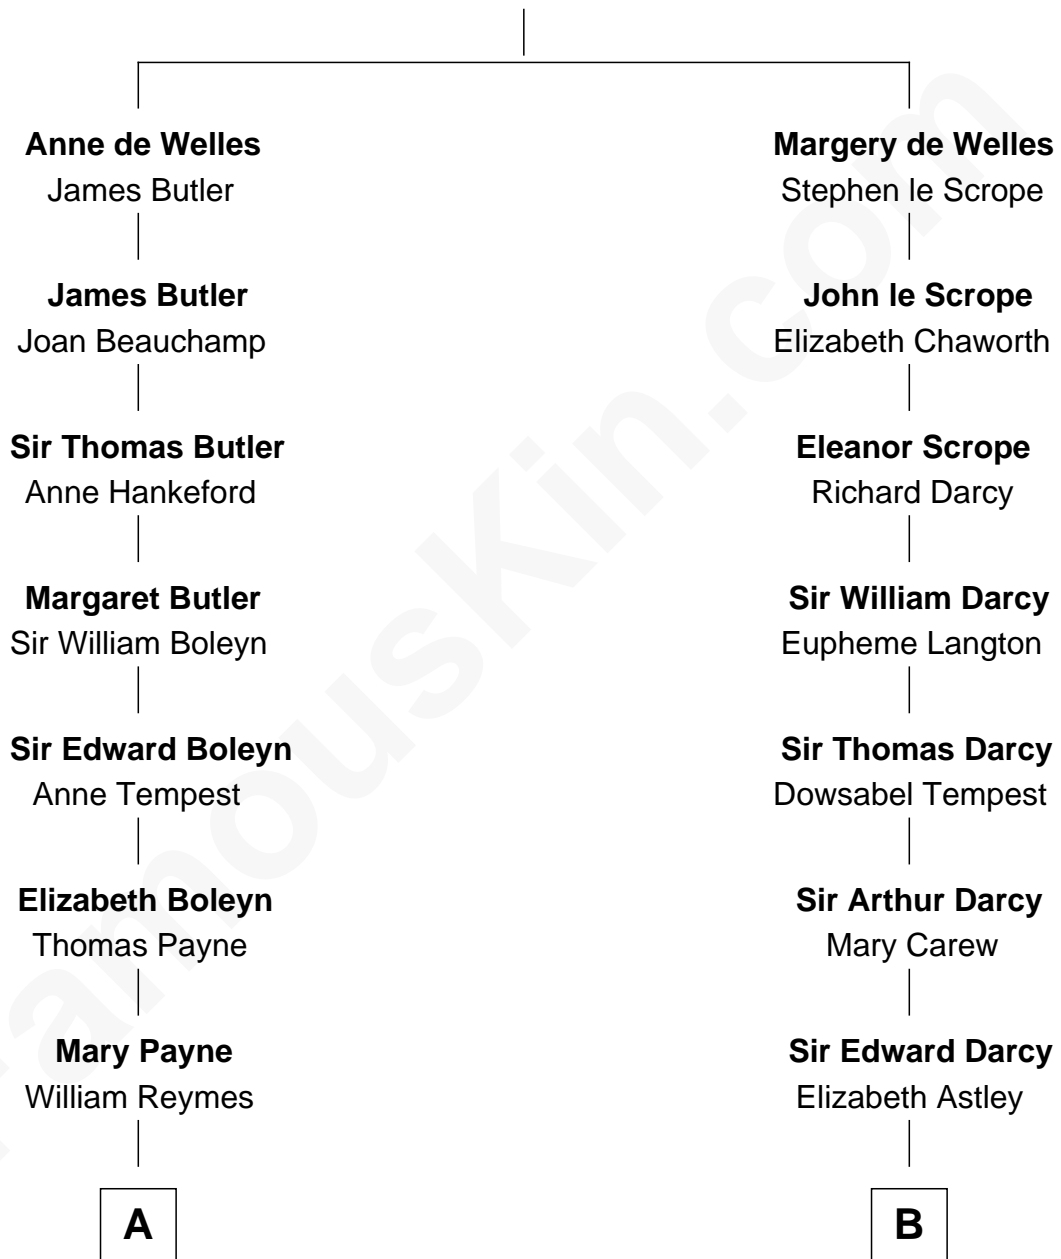 Anne de Welles
James Butler
James Butler
Joan Beauchamp
Sir Thomas Butler
Anne Hankeford
Margaret Butler
Sir William Boleyn
Sir Edward Boleyn
Anne Tempest
Elizabeth Boleyn
Thomas Payne
Mary Payne
William Reymes
A
Margery de Welles
Stephen le Scrope
John le Scrope
Elizabeth Chaworth
Eleanor Scrope
Richard Darcy
Sir William Darcy
Eupheme Langton
Sir Thomas Darcy
Dowsabel Tempest
Sir Arthur Darcy
Mary Carew
Sir Edward Darcy
Elizabeth Astley
B
FamousKin.com